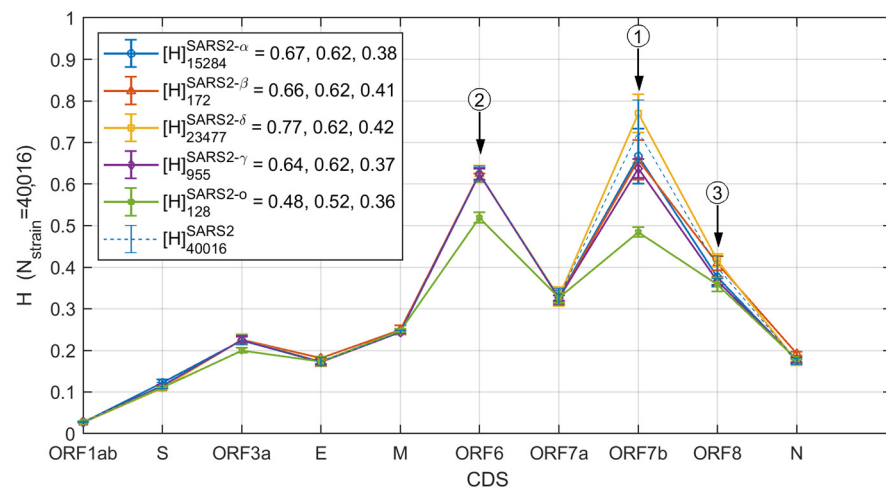 1
0.9
0.8
0.7
0.6
0.5
0.4
0.3
0.2
0.1
0
H (N_strain=40,016)
[H]^SARS2-α_15284 = 0.67, 0.62, 0.38
[H]^SARS2-β_172 = 0.66, 0.62, 0.41
[H]^SARS2-δ_23477 = 0.77, 0.62, 0.42
[H]^SARS2-γ_955 = 0.64, 0.62, 0.37
[H]^SARS2-o_128 = 0.48, 0.52, 0.36
[H]^SARS2_40016
①
②
③
ORF1ab S ORF3a E M ORF6 ORF7a ORF7b ORF8 N
CDS